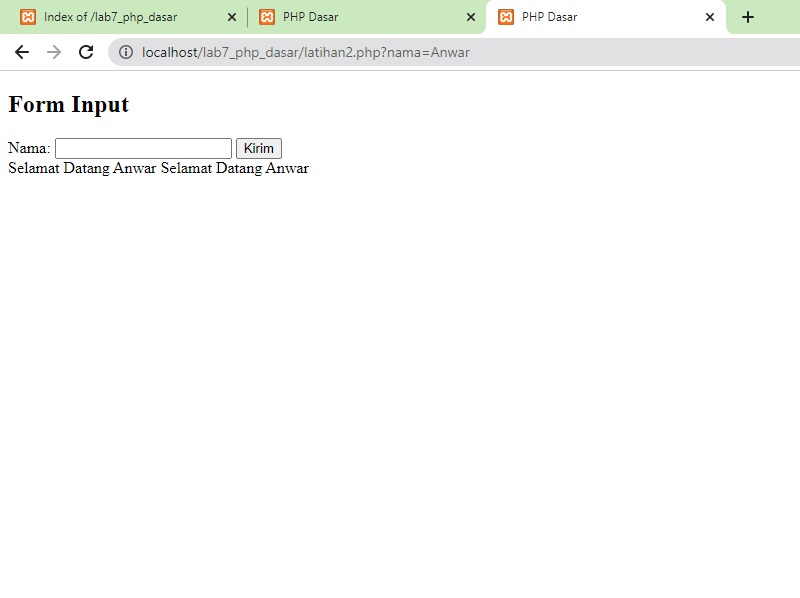 Index of /lab7_php_dasar
PHP Dasar
PHP Dasar
localhost/lab7_php_dasar/latihan2.php?nama=Anwar
Form Input
Nama: Kirim
Selamat Datang Anwar Selamat Datang Anwar